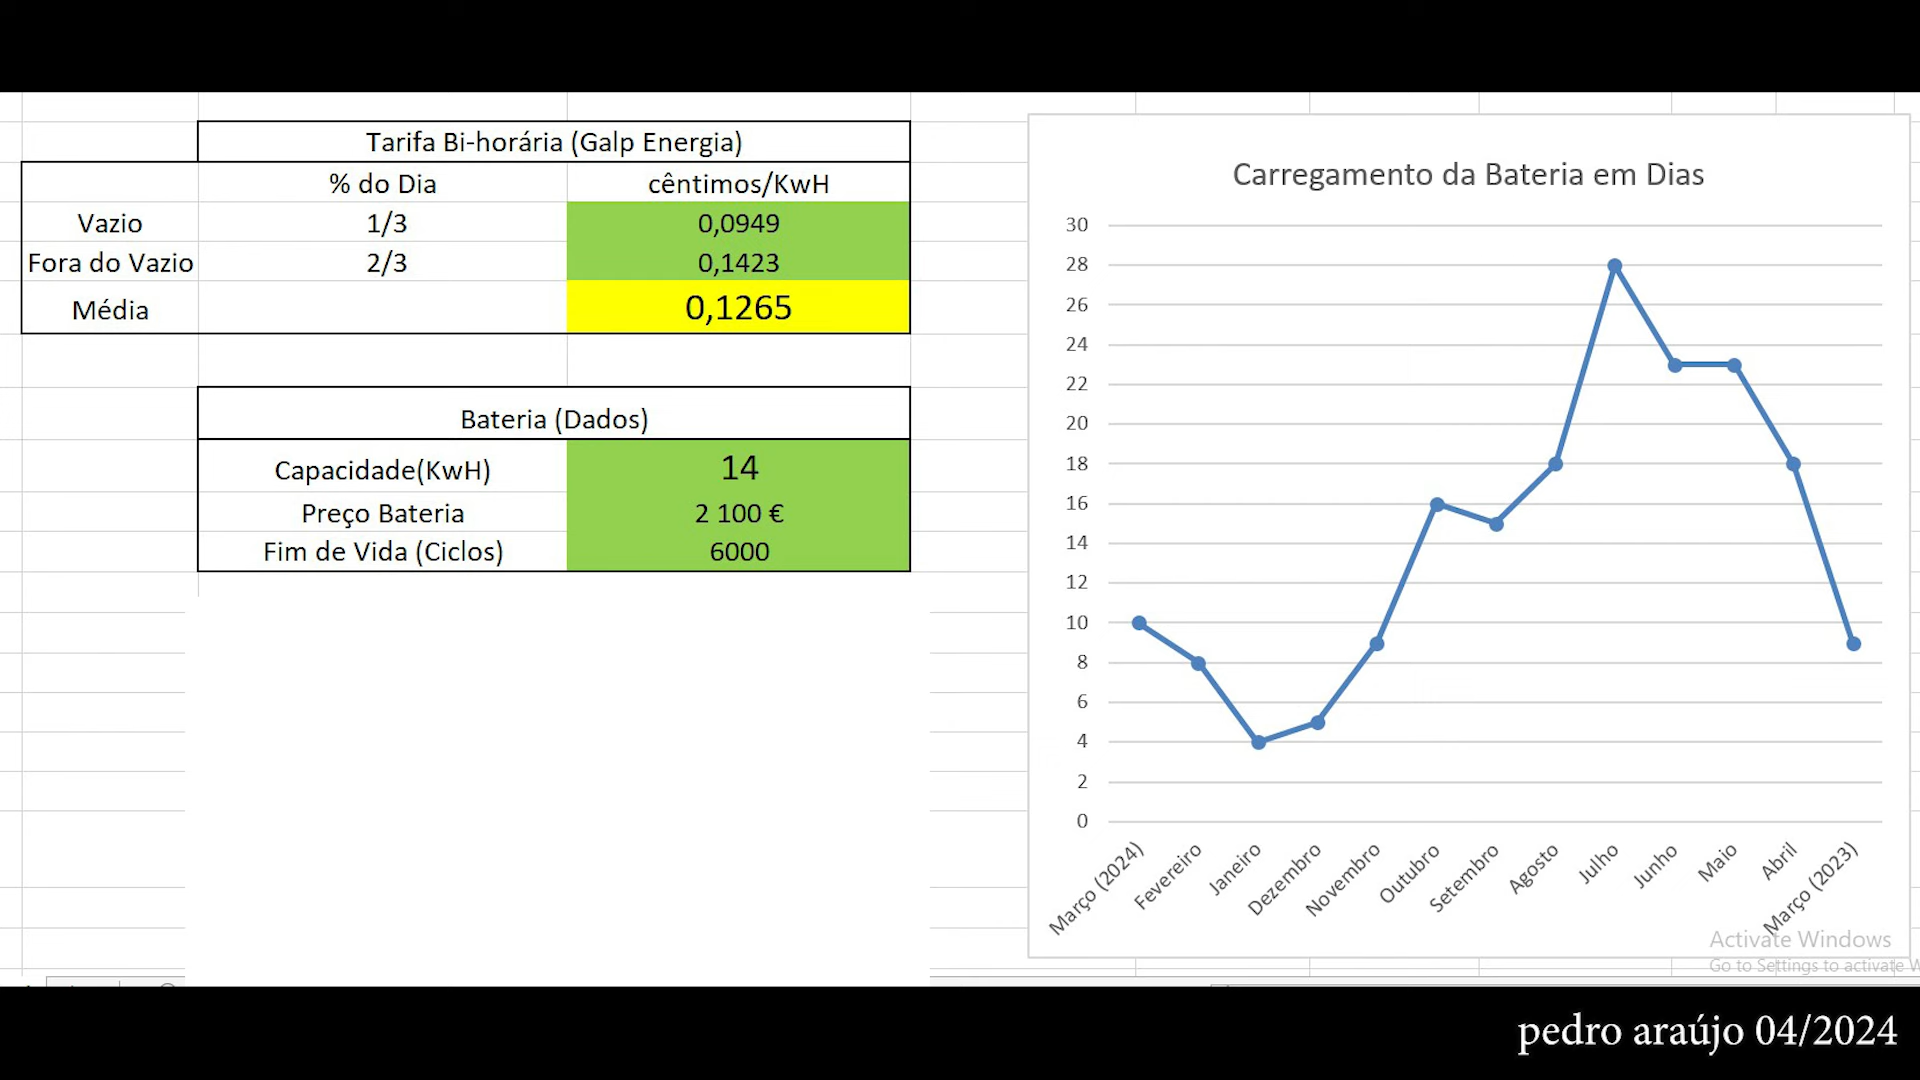 Tarifa Bi-horária (Galp Energia)
% do Dia cêntimos/KwH
Vazio 1/3 0,0949
Fora do Vazio 2/3 0,1423
Média 0,1265
Bateria (Dados)
Capacidade(KwH) 14
Preço Bateria 2 100 €
Fim de Vida (Ciclos) 6000
Carregamento da Bateria em Dias
30
28
26
24
22
20
18
16
14
12
10
8
6
4
2
0
Março (2024)
Fevereiro
Janeiro
Dezembro
Novembro
Outubro
Setembro
Agosto
Julho
Junho
Maio
Abril
Março (2023)
Activate Windows
Go to Settings to activate W
pedro araújo 04/2024